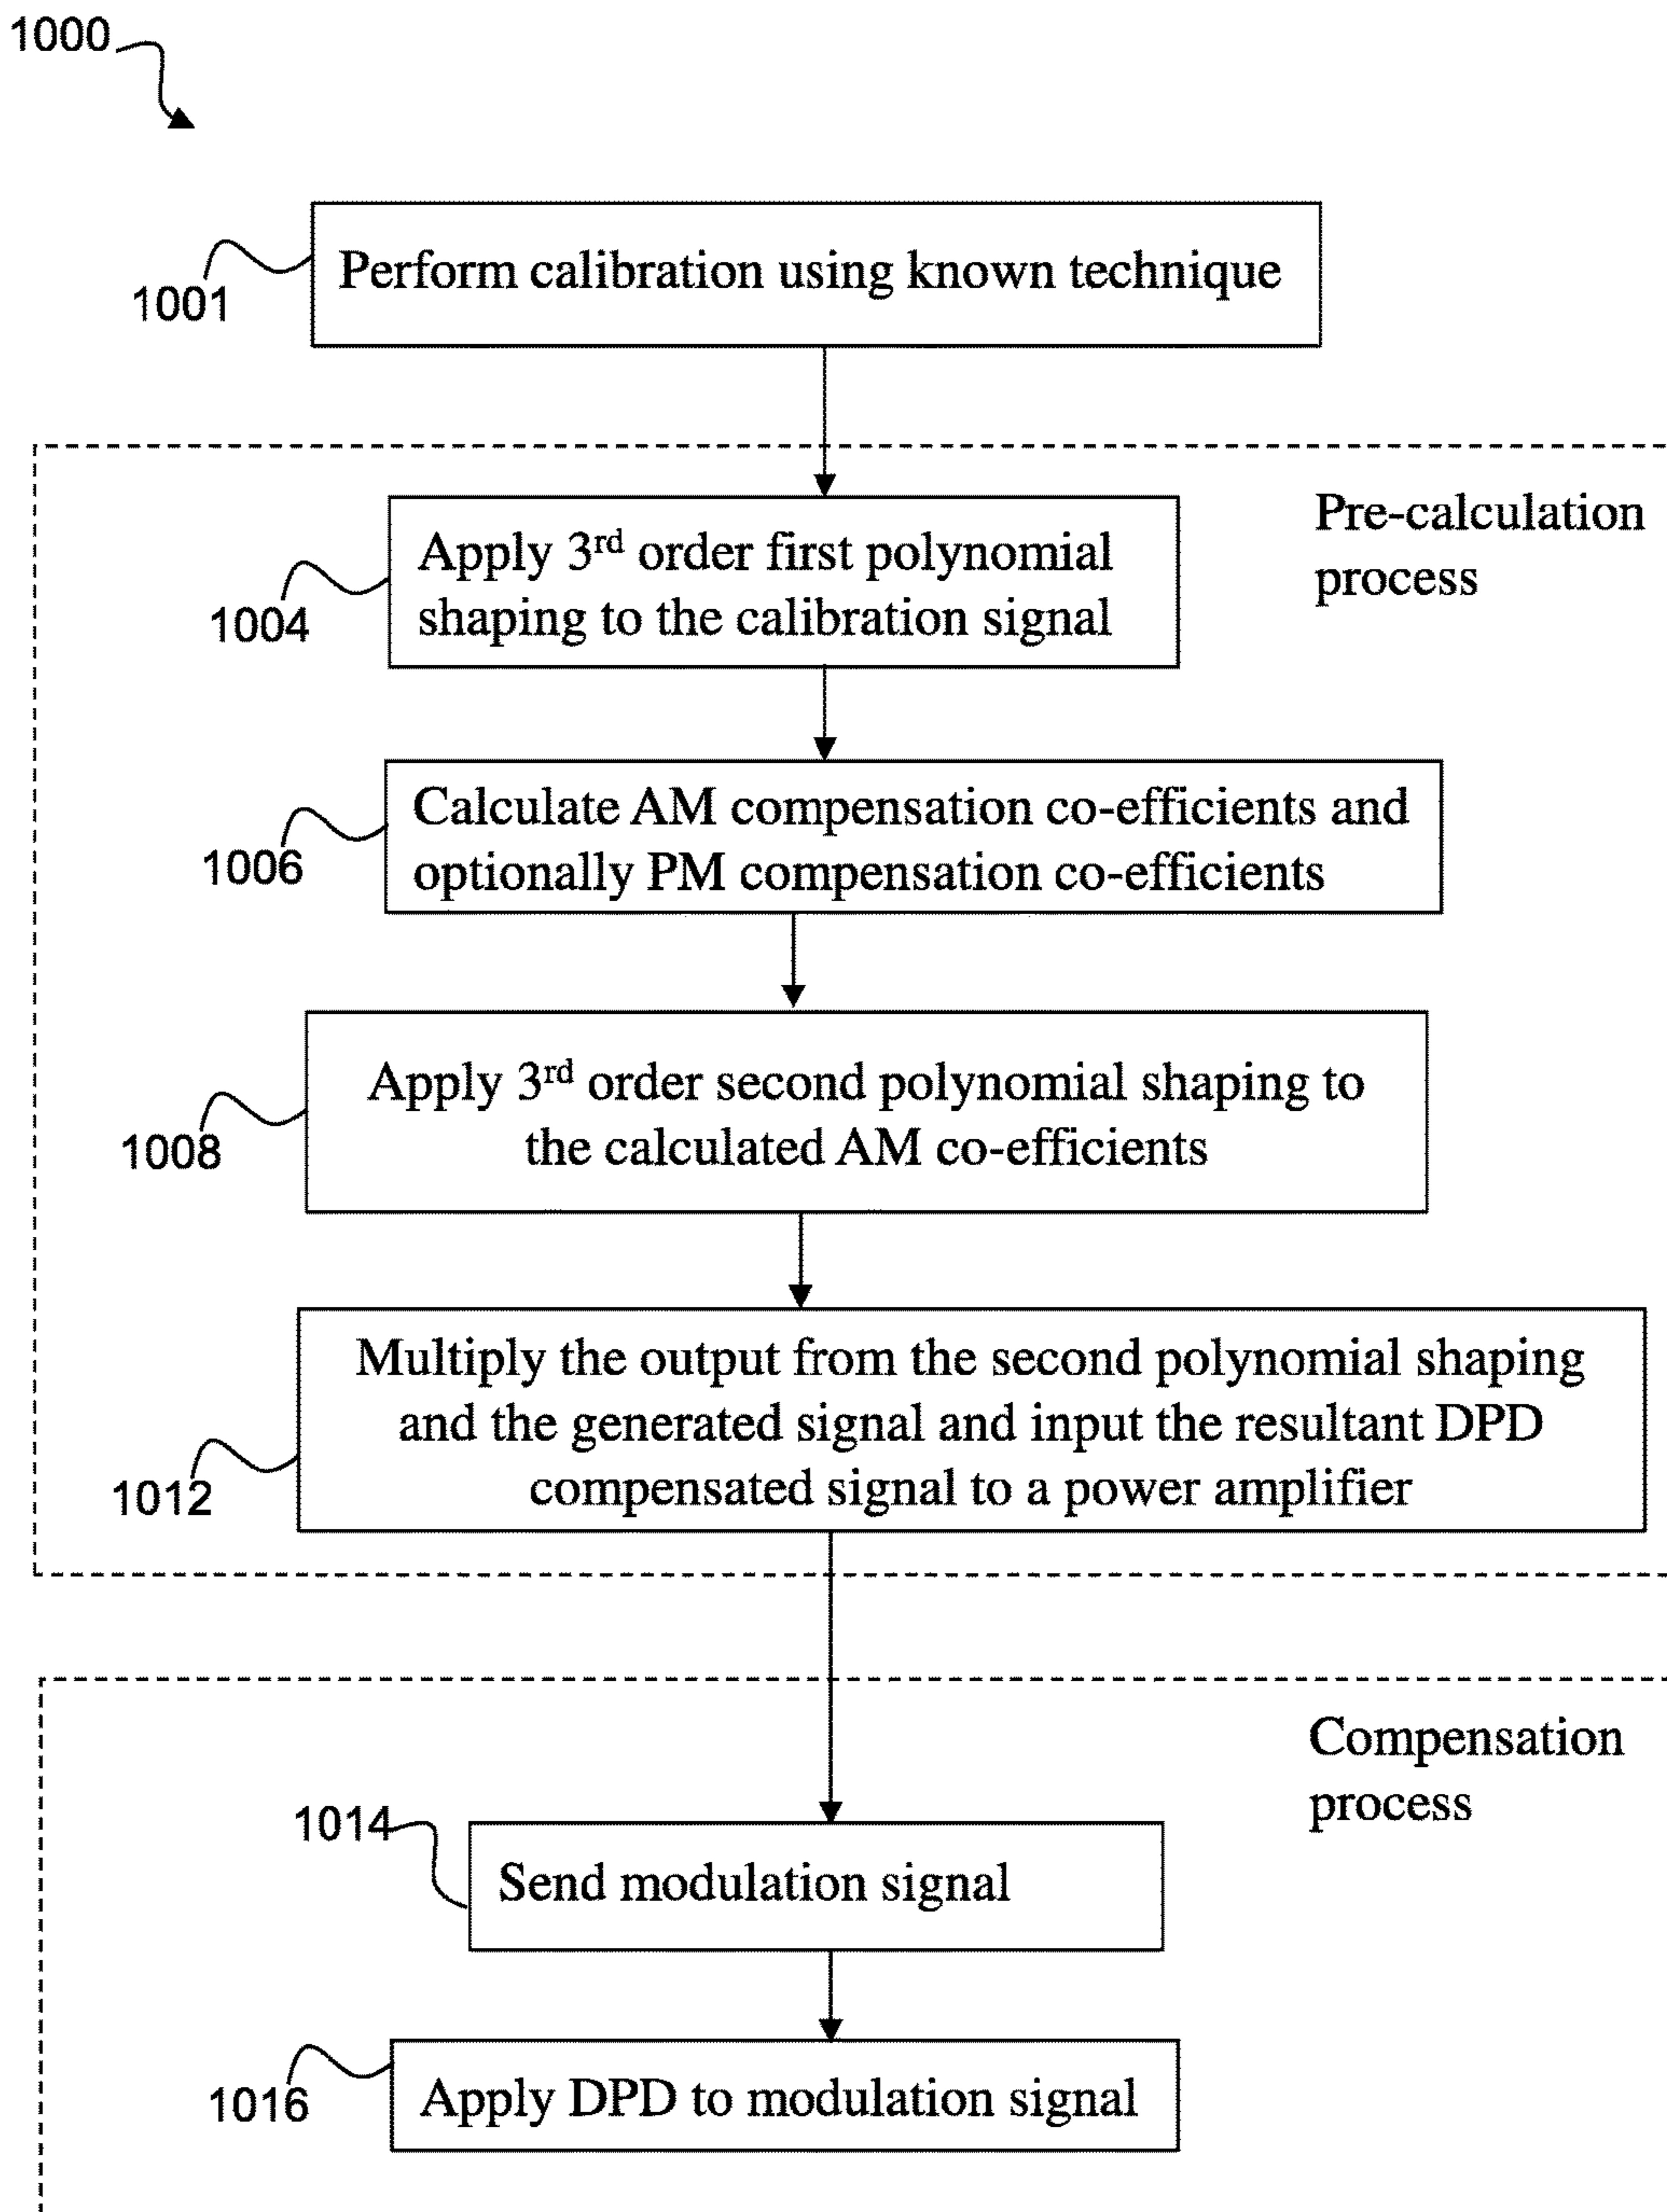 1000
Perform calibration using known technique
1001
Pre-calculation
process
Apply 3rd order first polynomial
shaping to the calibration signal
1004
Calculate AM compensation co-efficients and
optionally PM compensation co-efficients
1006
Apply 3rd order second polynomial shaping to
the calculated AM co-efficients
1008
Multiply the output from the second polynomial shaping
and the generated signal and input the resultant DPD
compensated signal to a power amplifier
1012
Compensation
process
1014
Send modulation signal
Apply DPD to modulation signal
1016